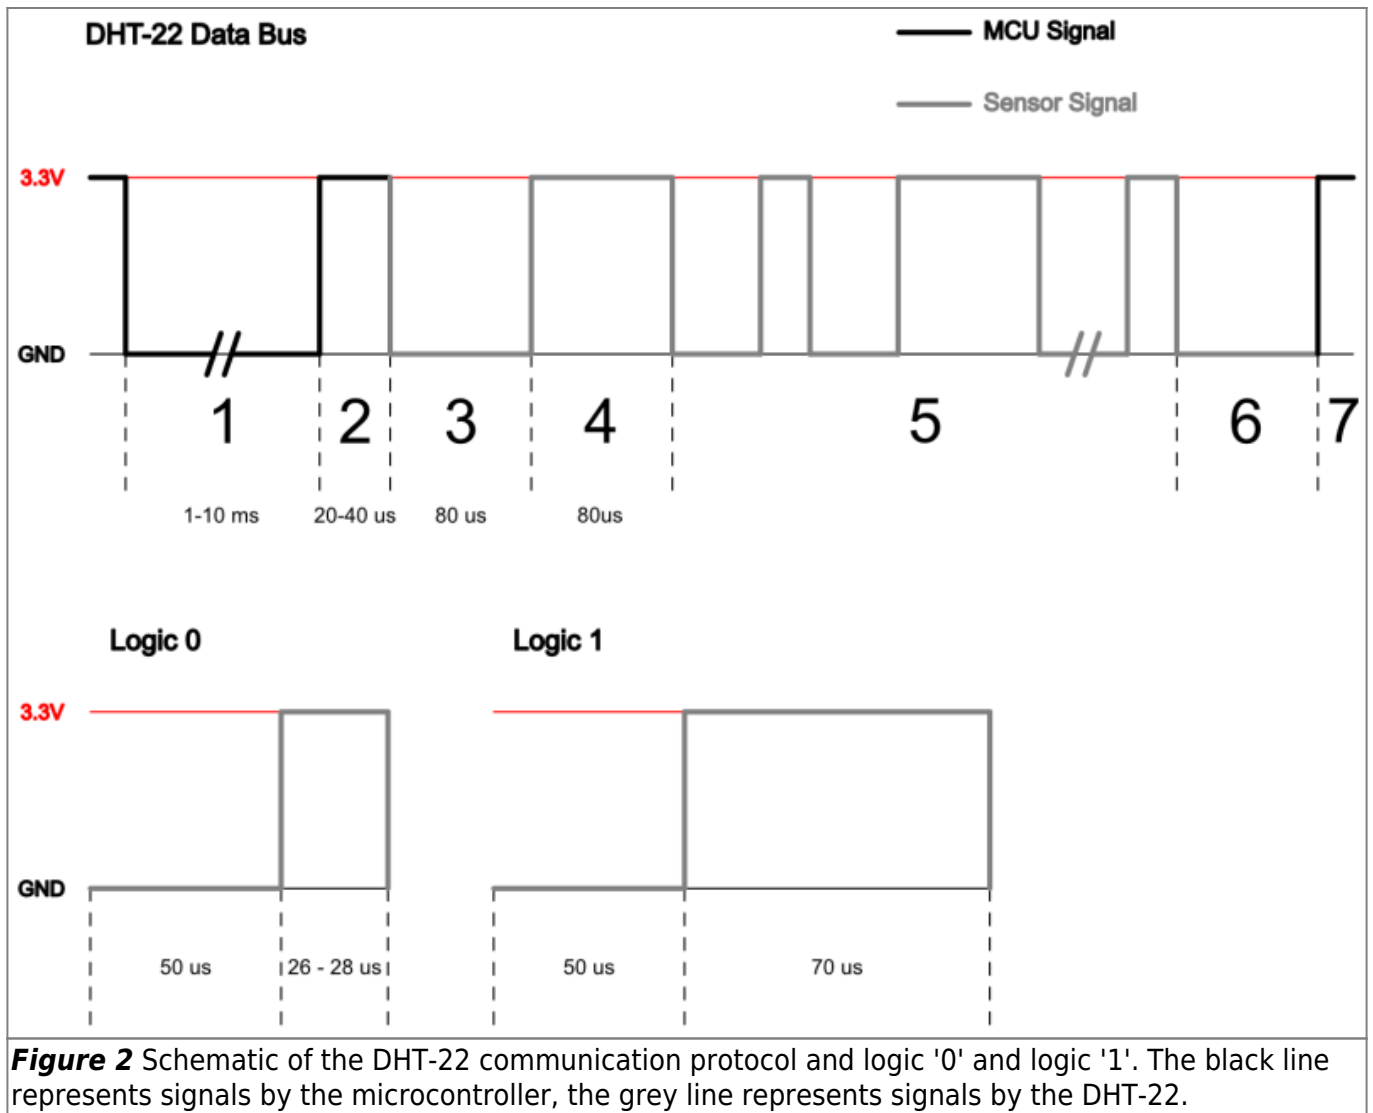 DHT-22 Data Bus
MCU Signal
Sensor Signal
3.3V
GND
1 2 3 4 5 6 7
1-10 ms 20-40 us 80 us 80us
Logic 0 Logic 1
3.3V
GND
50 us 26 - 28 us 50 us 70 us
Figure 2 Schematic of the DHT-22 communication protocol and logic '0' and logic '1'. The black line
represents signals by the microcontroller, the grey line represents signals by the DHT-22.